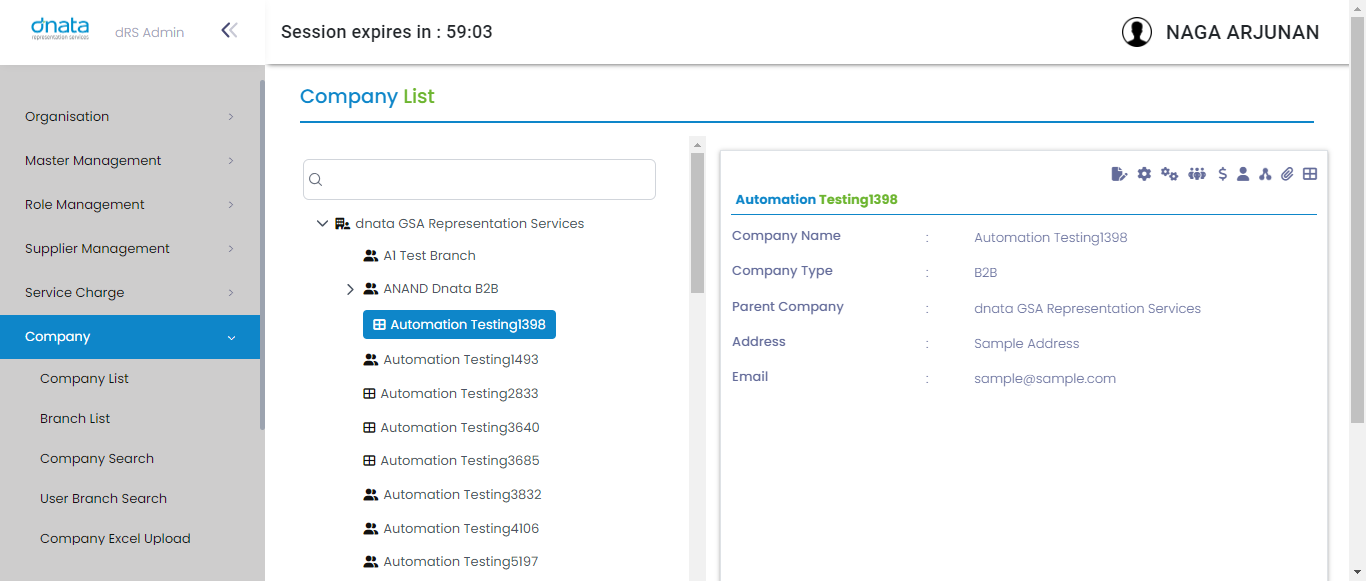 dnata
representation services
dRS Admin
Session expires in : 59:03
NAGA ARJUNAN
Organisation
Master Management
Role Management
Supplier Management
Service Charge
Company
Company List
Branch List
Company Search
User Branch Search
Company Excel Upload
Company List
dnata GSA Representation Services
A1 Test Branch
ANAND Dnata B2B
Automation Testing1398
Automation Testing1493
Automation Testing2833
Automation Testing3640
Automation Testing3685
Automation Testing3832
Automation Testing4106
Automation Testing5197
Automation Testing1398
Company Name : Automation Testing1398
Company Type : B2B
Parent Company : dnata GSA Representation Services
Address : Sample Address
Email : sample@sample.com